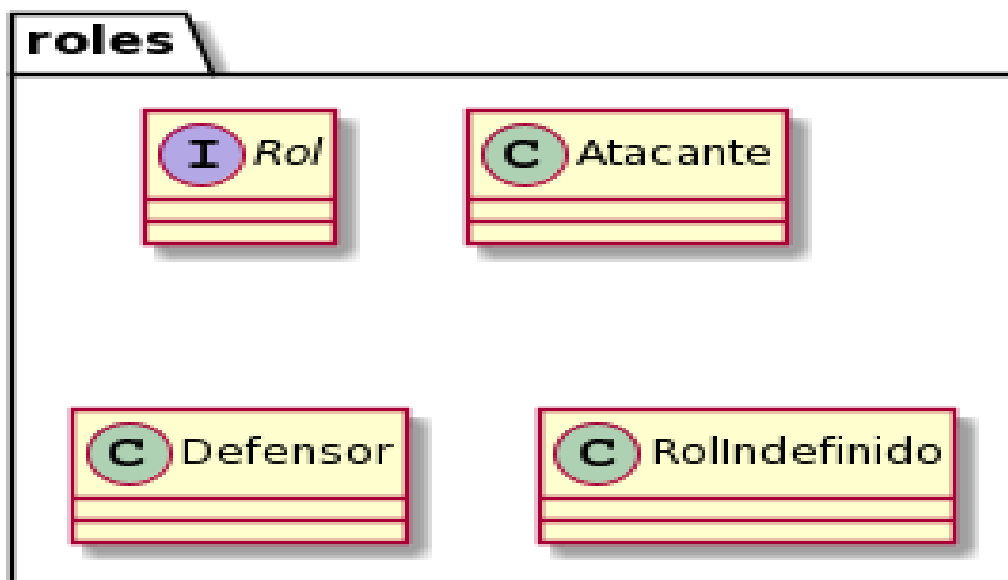 roles
I Rol
C Atacante
C Defensor
C RolIndefinido